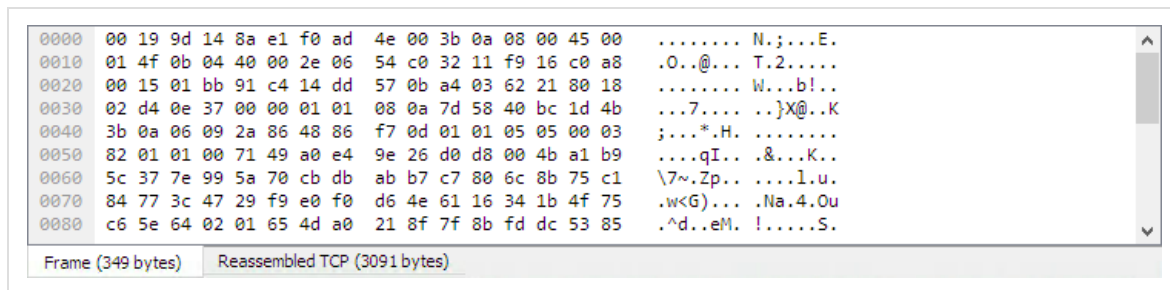 0000 00 19 9d 14 8a e1 f0 ad 4e 00 3b 0a 08 00 45 00 ........ N.;...E.
0010 01 4f 0b 04 40 00 2e 06 54 c0 32 11 f9 16 c0 a8 .O..@... T.2.....
0020 00 15 01 bb 91 c4 14 dd 57 0b a4 03 62 21 80 18 ........ W...b!..
0030 02 d4 0e 37 00 00 01 01 08 0a 7d 58 40 bc 1d 4b ...7.... ..}X@..K
0040 3b 0a 06 09 2a 86 48 86 f7 0d 01 01 05 05 00 03 ;...*.H. ........
0050 82 01 01 00 71 49 a0 e4 9e 26 d0 d8 00 4b a1 b9 ....qI.. .&...K..
0060 5c 37 7e 99 5a 70 cb db ab b7 c7 80 6c 8b 75 c1 \7~.Zp.. ....l.u.
0070 84 77 3c 47 29 f9 e0 f0 d6 4e 61 16 34 1b 4f 75 .w<G)... .Na.4.Ou
0080 c6 5e 64 02 01 65 4d a0 21 8f 7f 8b fd dc 53 85 .^d..eM. !.....S.
Frame (349 bytes) Reassembled TCP (3091 bytes)